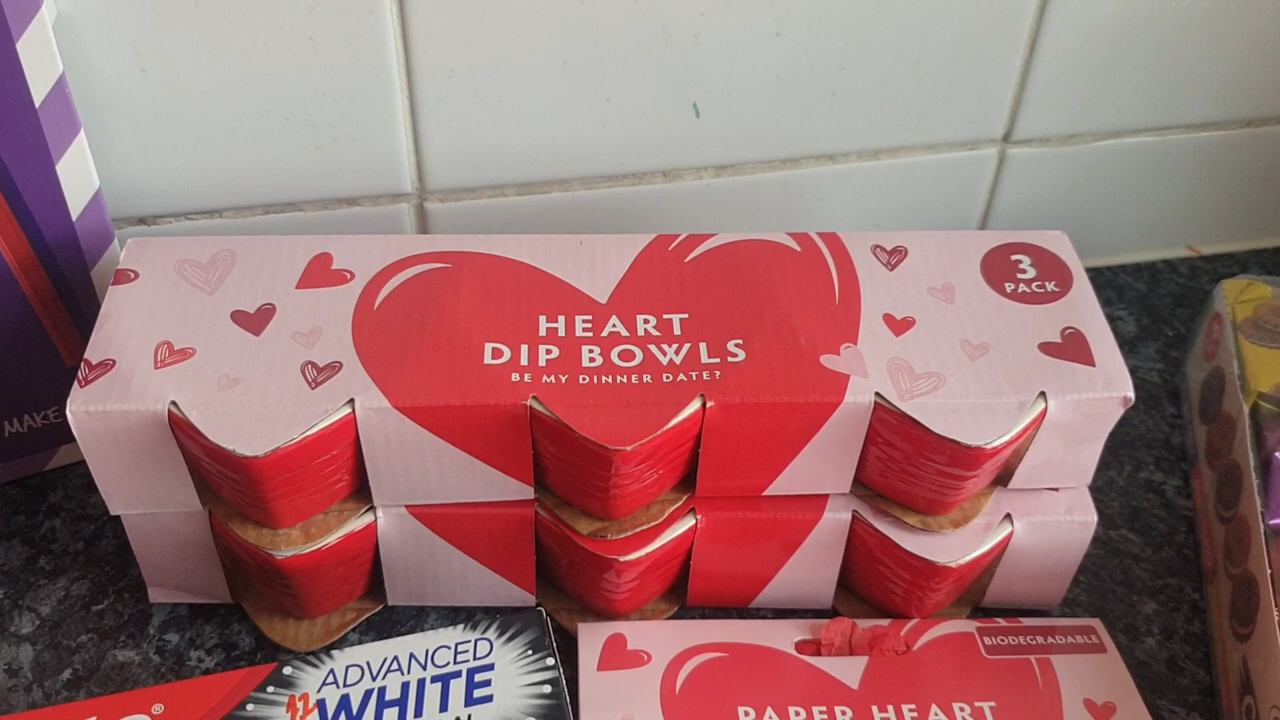 3
PACK
HEART
DIP BOWLS
BE MY DINNER DATE?
MAKE
ADVANCED
WHITE
BIODEGRADABLE
PAPER HEART